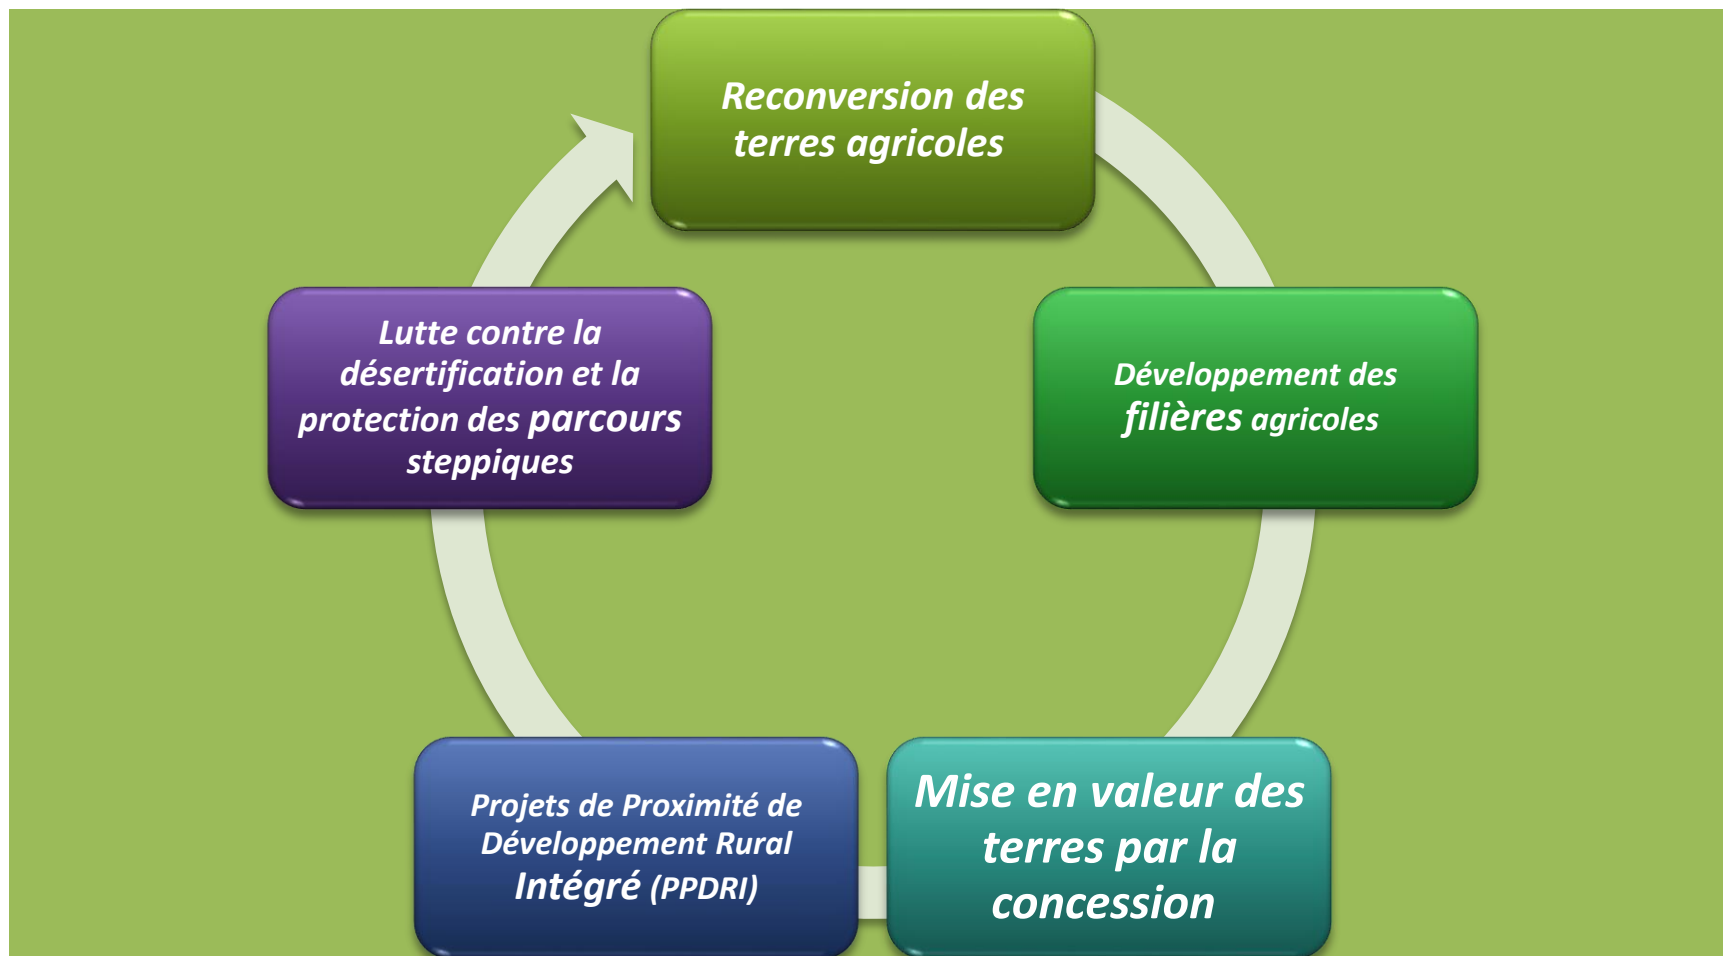 Reconversion des
terres agricoles
Développement des
filières agricoles
Mise en valeur des
terres par la
concession
Projets de Proximité de
Développement Rural
Intégré (PPDRI)
Lutte contre la
désertification et la
protection des parcours
steppiques